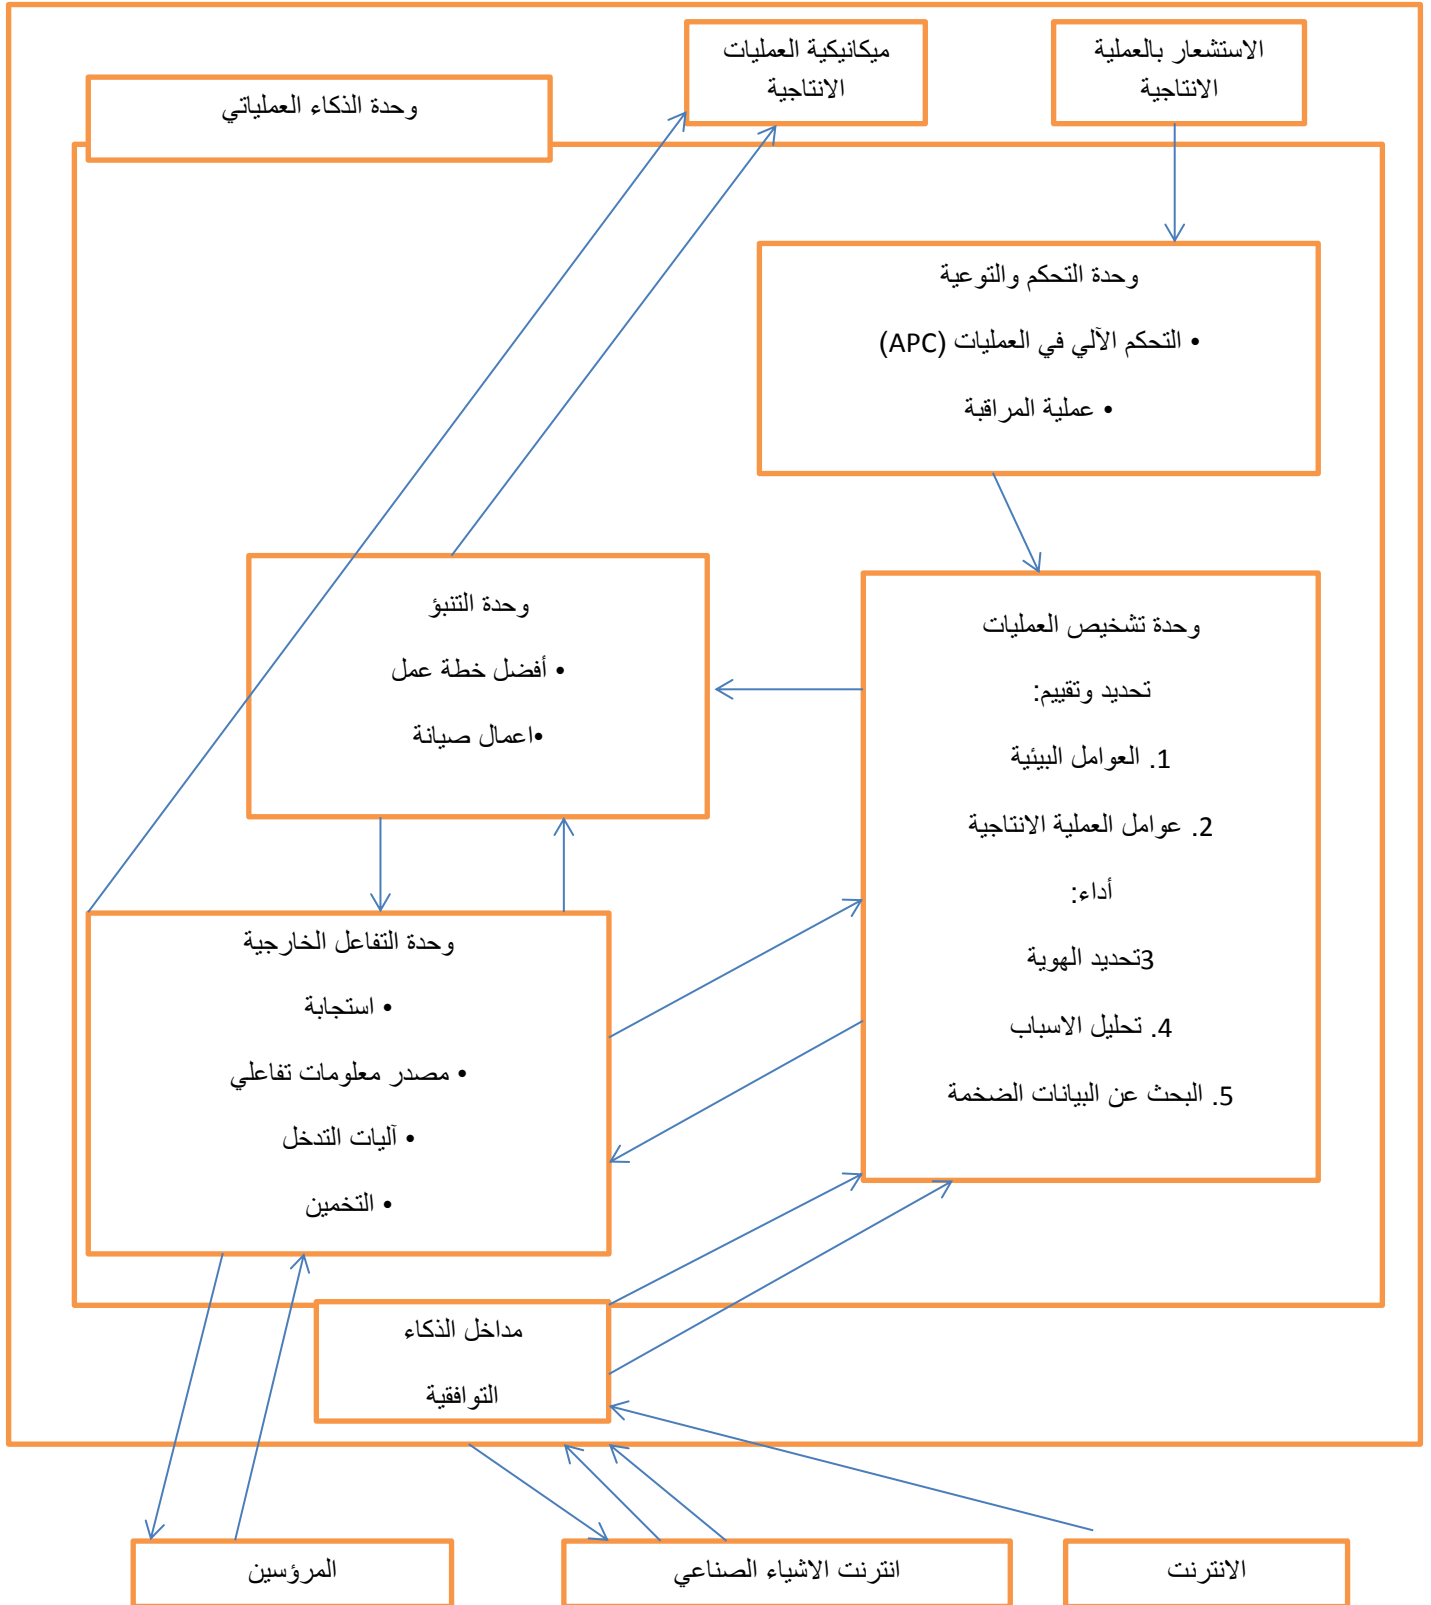 الاستشعار بالعملية
الانتاجية
ميكانيكية العمليات
الانتاجية
وحدة الذكاء العملياتي
وحدة التحكم والتوعية
• التحكم الآلي في العمليات (APC)
• عملية المراقبة
وحدة تشخيص العمليات
تحديد وتقييم:
1. العوامل البيئية
2. عوامل العملية الانتاجية
أداء:
3تحديد الهوية
4. تحليل الاسباب
5. البحث عن البيانات الضخمة
وحدة التنبؤ
• أفضل خطة عمل
•اعمال صيانة
وحدة التفاعل الخارجية
• استجابة
• مصدر معلومات تفاعلي
• آليات التدخل
• التخمين
مداخل الذكاء
التوافقية
الانترنت
انترنت الاشياء الصناعي
المرؤسين